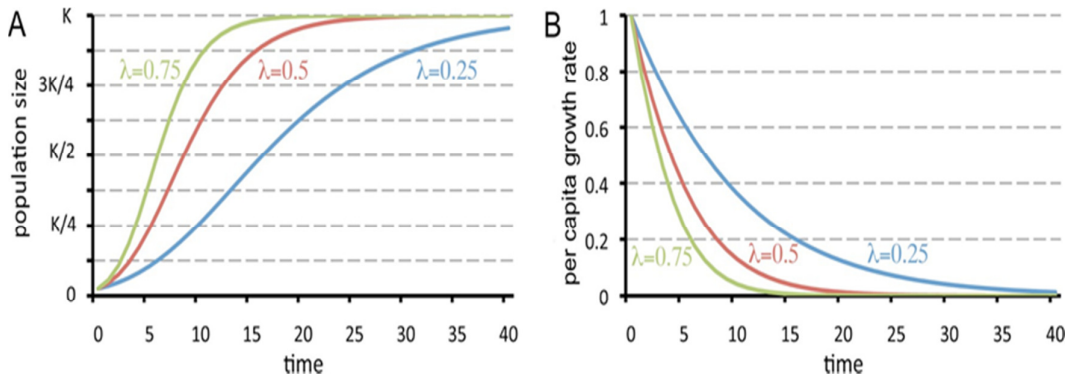 A
population size
K
3K/4
K/2
K/4
0
λ=0.75
λ=0.5
λ=0.25
0 5 10 15 20 25 30 35 40
time
B
per capita growth rate
1
0.8
0.6
0.4
0.2
0
λ=0.75
λ=0.5
λ=0.25
0 5 10 15 20 25 30 35 40
time